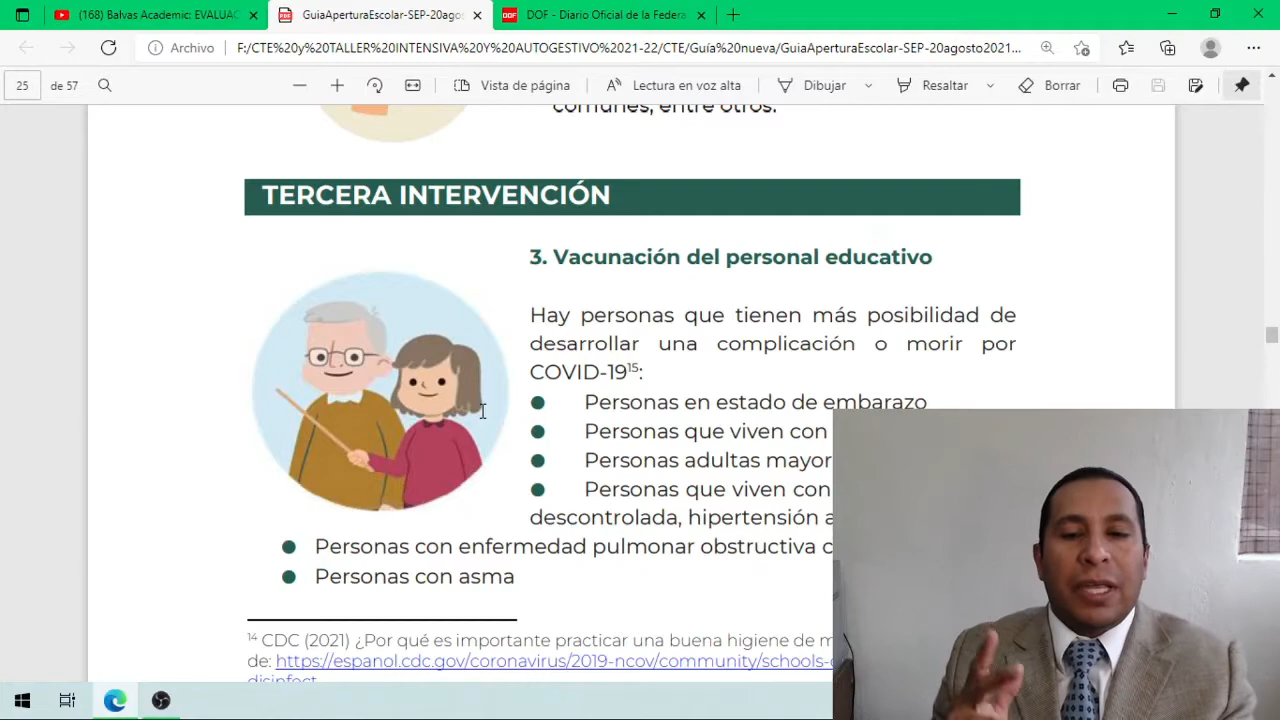 (168) Balvas Academic: EVALUAC
GuiaAperturaEscolar-SEP-20agos
DOF - Diario Oficial de la Federa
Archivo
F:/CTE%20y%20TALLER%20INTENSIVA%20Y%20AUTOGESTIVO%202021-22/CTE/Guía%20nueva/GuiaAperturaEscolar-SEP-20agosto2021...
25 de 57
Vista de página
Lectura en voz alta
Dibujar
Resaltar
Borrar
comunes, entre otros.
TERCERA INTERVENCIÓN
3. Vacunación del personal educativo
Hay personas que tienen más posibilidad de
desarrollar una complicación o morir por
COVID-19¹⁵:
● Personas en estado de embarazo
● Personas que viven con
● Personas adultas mayor
● Personas que viven con
descontrolada, hipertensión a
● Personas con enfermedad pulmonar obstructiva c
● Personas con asma
¹⁴ CDC (2021) ¿Por qué es importante practicar una buena higiene de m
de: https://espanol.cdc.gov/coronavirus/2019-ncov/community/schools-c
disinfect